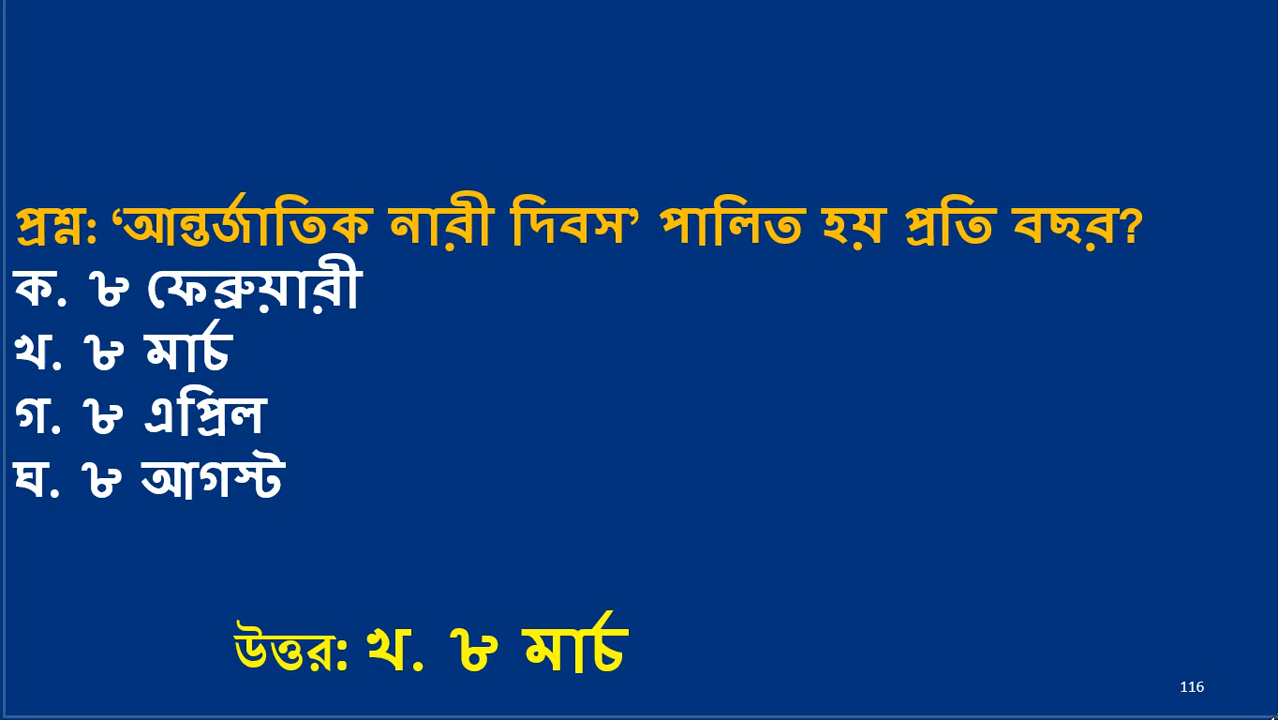 প্রশ্ন: ‘আন্তর্জাতিক নারী দিবস’ পালিত হয় প্রতি বছর?
ক. ৮ ফেব্রুয়ারী
খ. ৮ মার্চ
গ. ৮ এপ্রিল
ঘ. ৮ আগস্ট
উত্তর: খ. ৮ মার্চ
116